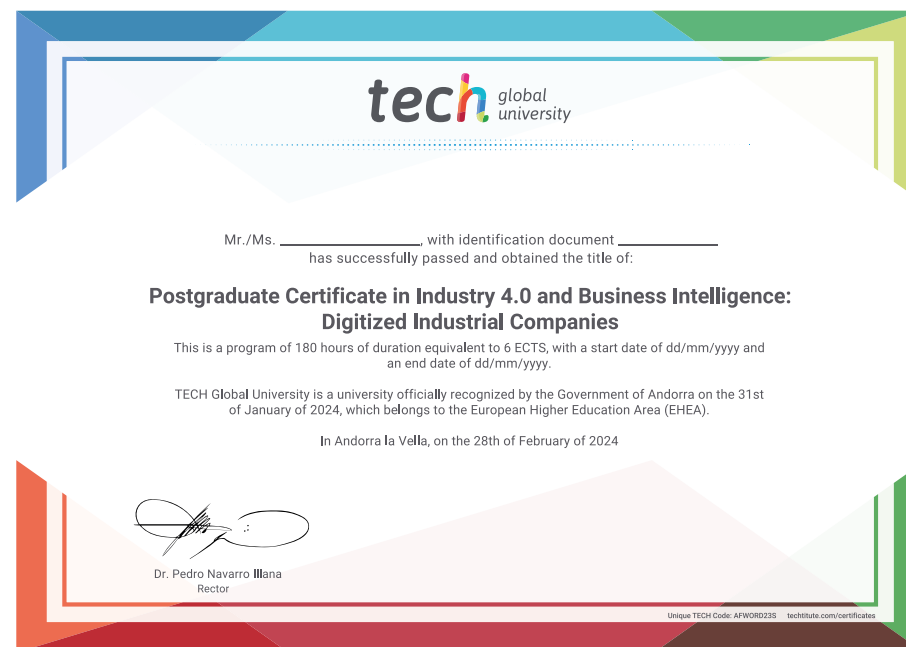 tech global
university
Mr./Ms. ____________________, with identification document ______________
has successfully passed and obtained the title of:
Postgraduate Certificate in Industry 4.0 and Business Intelligence:
Digitized Industrial Companies
This is a program of 180 hours of duration equivalent to 6 ECTS, with a start date of dd/mm/yyyy and
an end date of dd/mm/yyyy.
TECH Global University is a university officially recognized by the Government of Andorra on the 31st
of January of 2024, which belongs to the European Higher Education Area (EHEA).
In Andorra la Vella, on the 28th of February of 2024
Dr. Pedro Navarro Illana
Rector
Unique TECH Code: AFWORD23S techtitute.com/certificates